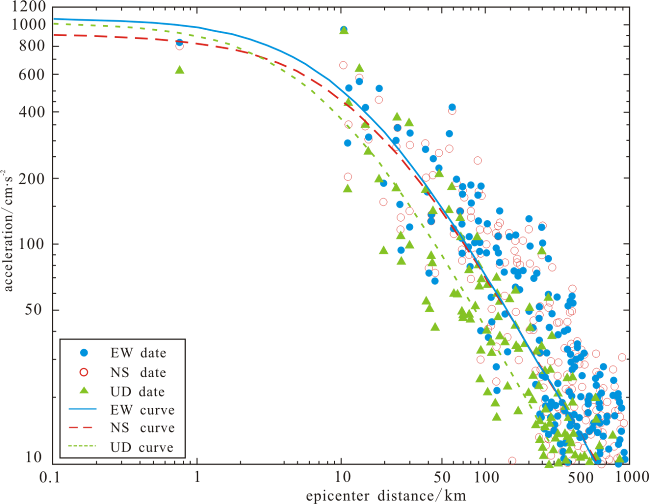 1200
1000
800
600
400
200
100
50
10
acceleration/cm·s⁻²
EW date
NS date
UD date
EW curve
NS curve
UD curve
0.1 1 10 50 100 500 1000
epicenter distance/km